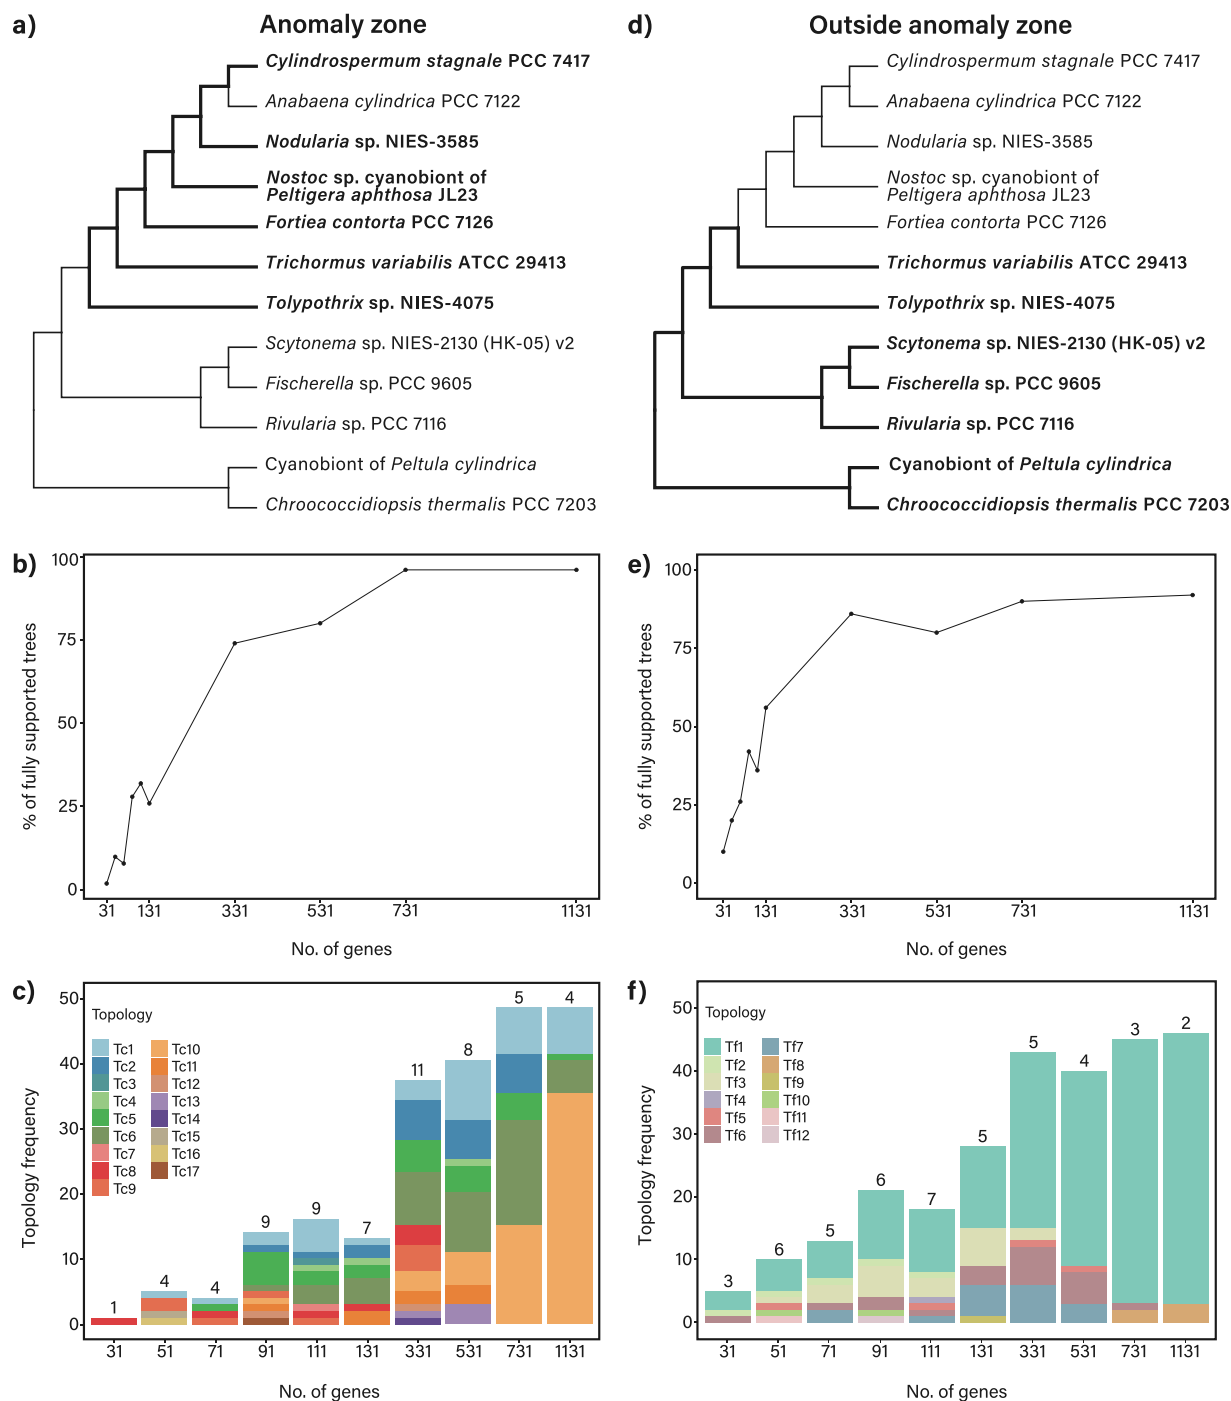 a) Anomaly zone
Cylindrospermum stagnale PCC 7417
Anabaena cylindrica PCC 7122
Nodularia sp. NIES-3585
Nostoc sp. cyanobiont of
Peltigera aphthosa JL23
Fortiea contorta PCC 7126
Trichormus variabilis ATCC 29413
Tolypothrix sp. NIES-4075
Scytonema sp. NIES-2130 (HK-05) v2
Fischerella sp. PCC 9605
Rivularia sp. PCC 7116
Cyanobiont of Peltula cylindrica
Chroococcidiopsis thermalis PCC 7203
d) Outside anomaly zone
Cylindrospermum stagnale PCC 7417
Anabaena cylindrica PCC 7122
Nodularia sp. NIES-3585
Nostoc sp. cyanobiont of
Peltigera aphthosa JL23
Fortiea contorta PCC 7126
Trichormus variabilis ATCC 29413
Tolypothrix sp. NIES-4075
Scytonema sp. NIES-2130 (HK-05) v2
Fischerella sp. PCC 9605
Rivularia sp. PCC 7116
Cyanobiont of Peltula cylindrica
Chroococcidiopsis thermalis PCC 7203
b)
% of fully supported trees
100
75
50
25
0
31 131 331 531 731 1131
No. of genes
e)
% of fully supported trees
100
75
50
25
0
31 131 331 531 731 1131
No. of genes
c)
Topology frequency
50
40
30
20
10
0
Topology
Tc1 Tc10
Tc2 Tc11
Tc3 Tc12
Tc4 Tc13
Tc5 Tc14
Tc6 Tc15
Tc7 Tc16
Tc8 Tc17
Tc9
1 4 4 9 9 7 11 8 5 4
31 51 71 91 111 131 331 531 731 1131
No. of genes
f)
Topology frequency
50
40
30
20
10
0
Topology
Tf1 Tf7
Tf2 Tf8
Tf3 Tf9
Tf4 Tf10
Tf5 Tf11
Tf6 Tf12
3 6 5 6 7 5 5 4 3 2
31 51 71 91 111 131 331 531 731 1131
No. of genes